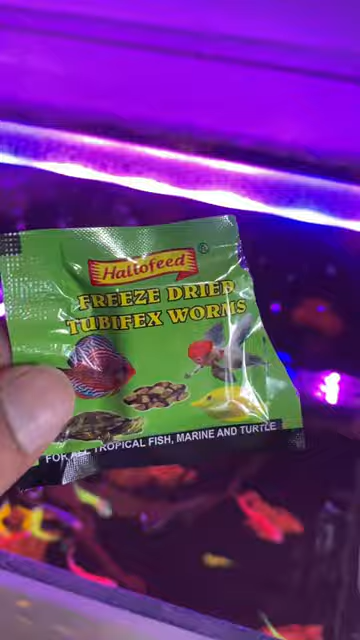 Hallofeed ®
FREEZE DRIED
TUBIFEX WORMS
FOR ALL TROPICAL FISH, MARINE AND TURTLE